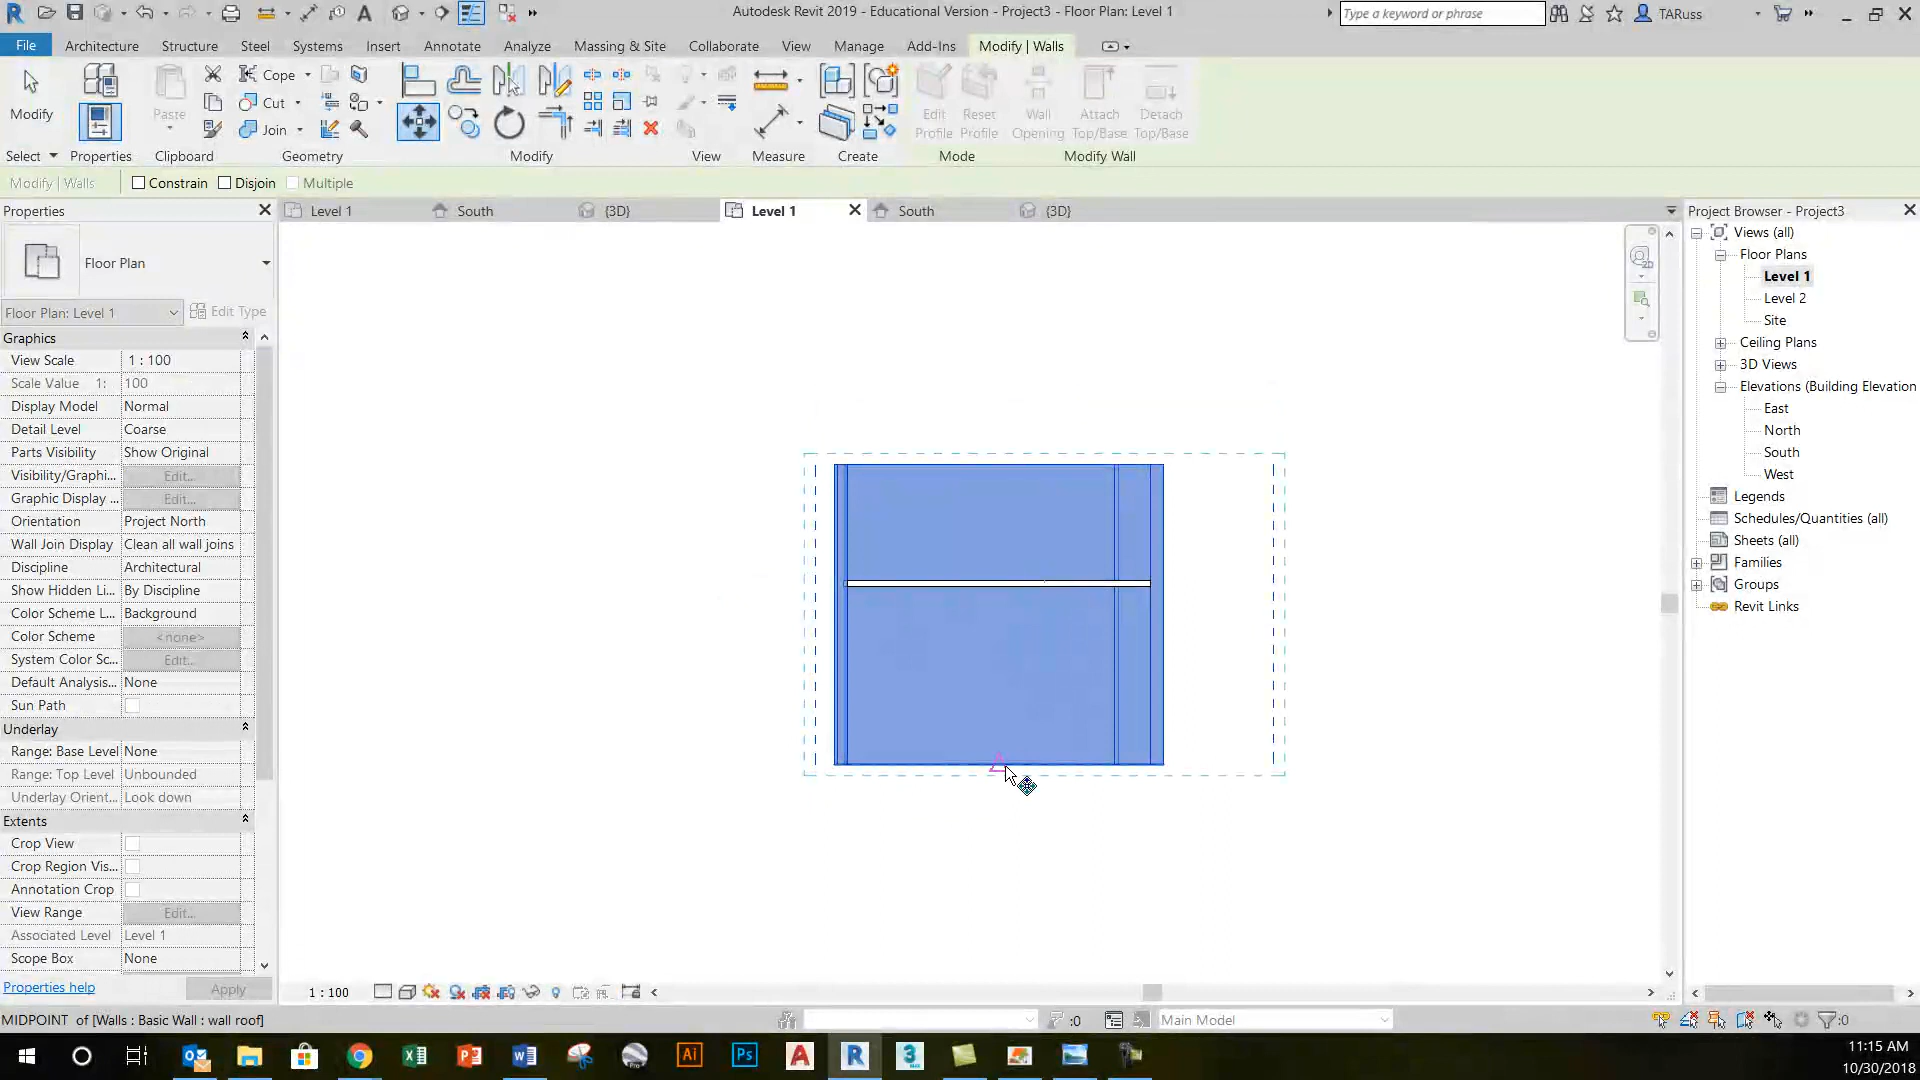 Autodesk Revit 2019 - Educational Version - Project3 - Floor Plan: Level 1
Type a keyword or phrase
TARuss
File Architecture Structure Steel Systems Insert Annotate Analyze Massing & Site Collaborate View Manage Add-Ins Modify | Walls
Modify
Paste
Cope
Cut
Join
Edit Profile
Reset Profile
Wall Opening
Attach Top/Base
Detach Top/Base
Select Properties Clipboard Geometry Modify View Measure Create Mode Modify Wall
Modify | Walls Constrain Disjoin Multiple
Properties
Level 1 South {3D} Level 1 South {3D}
Floor Plan
Floor Plan: Level 1 Edit Type
Graphics
View Scale 1 : 100
Scale Value 1: 100
Display Model Normal
Detail Level Coarse
Parts Visibility Show Original
Visibility/Graphi... Edit...
Graphic Display ... Edit...
Orientation Project North
Wall Join Display Clean all wall joins
Discipline Architectural
Show Hidden Li... By Discipline
Color Scheme L... Background
Color Scheme <none>
System Color Sc... Edit...
Default Analysis... None
Sun Path
Underlay
Range: Base Level None
Range: Top Level Unbounded
Underlay Orient... Look down
Extents
Crop View
Crop Region Vis...
Annotation Crop
View Range Edit...
Associated Level Level 1
Scope Box None
Properties help Apply
Project Browser - Project3
Views (all)
Floor Plans
Level 1
Level 2
Site
Ceiling Plans
3D Views
Elevations (Building Elevation
East
North
South
West
Legends
Schedules/Quantities (all)
Sheets (all)
Families
Groups
Revit Links
2D
1 : 100
MIDPOINT of [Walls : Basic Wall : wall roof]
:0
Main Model
:0
11:15 AM
10/30/2018